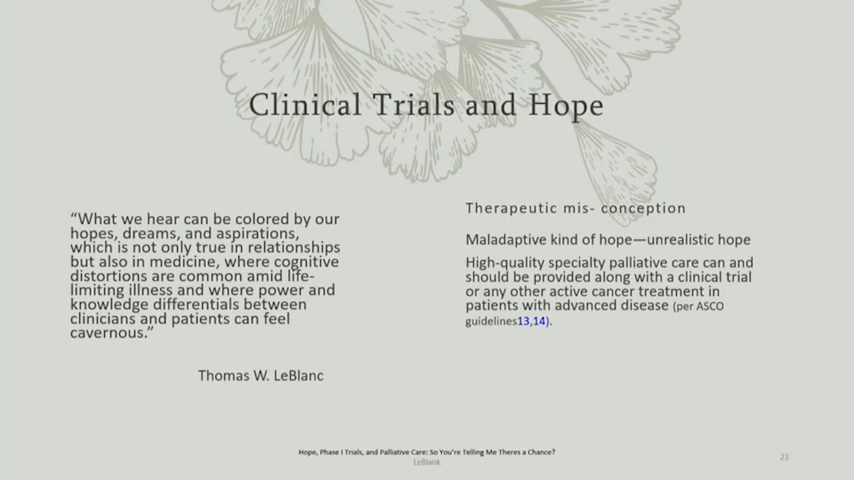 Clinical Trials and Hope
“What we hear can be colored by our
hopes, dreams, and aspirations,
which is not only true in relationships
but also in medicine, where cognitive
distortions are common amid life-
limiting illness and where power and
knowledge differentials between
clinicians and patients can feel
cavernous.”
Thomas W. LeBlanc
Therapeutic mis- conception
Maladaptive kind of hope—unrealistic hope
High-quality specialty palliative care can and
should be provided along with a clinical trial
or any other active cancer treatment in
patients with advanced disease (per ASCO
guidelines13,14).
Hope, Phase I Trials, and Palliative Care: So You're Telling Me Theres a Chance?
LeBlank
23